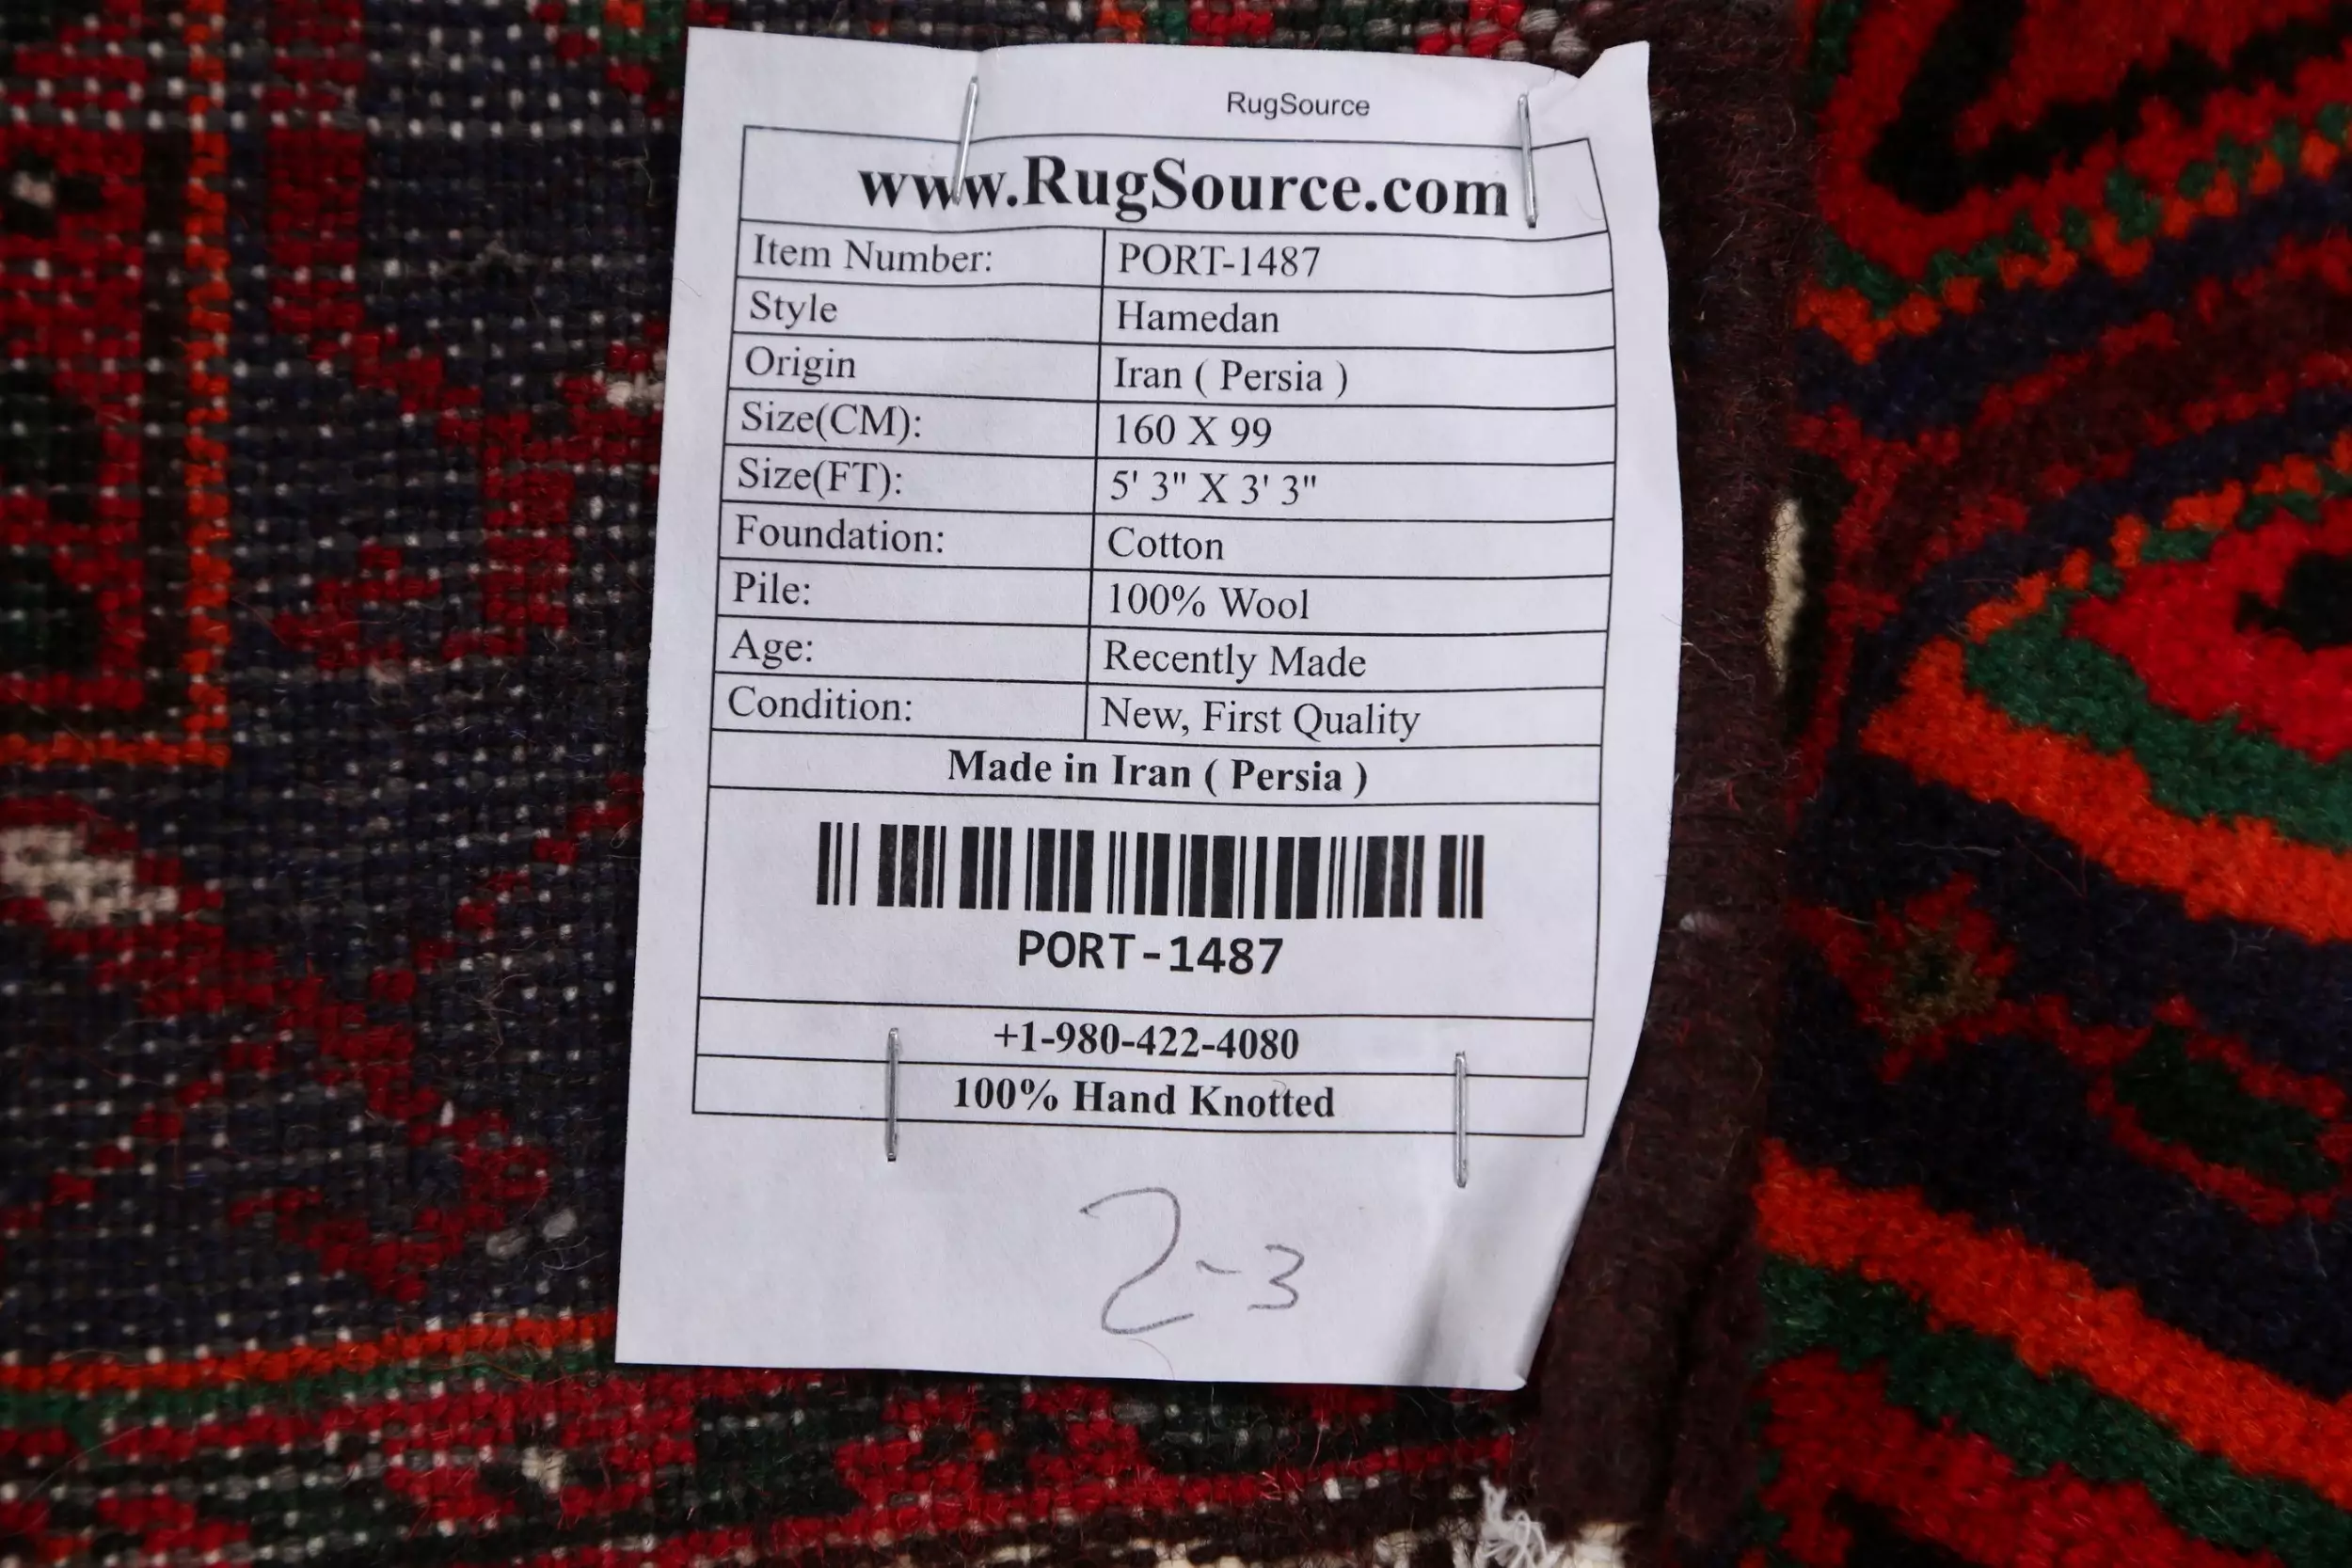 RugSource
www.RugSource.com
Item Number: PORT-1487
Style Hamedan
Origin Iran ( Persia )
Size(CM): 160 X 99
Size(FT): 5' 3" X 3' 3"
Foundation: Cotton
Pile: 100% Wool
Age: Recently Made
Condition: New, First Quality
Made in Iran ( Persia )
PORT-1487
+1-980-422-4080
100% Hand Knotted
2-3